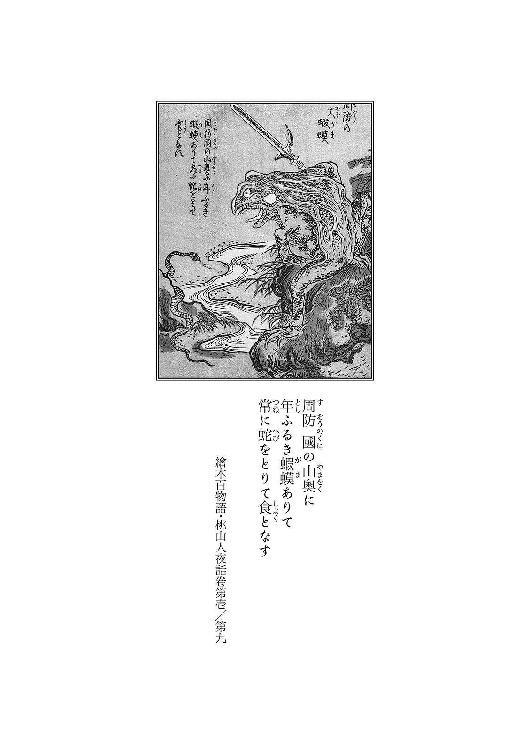 周防の
大蝦蟆
周防國の山奥に年ふるき
蝦蟆ありて常に蛇をとりて
食となす
周防國の山奥に
年ふるき蝦蟆ありて
常に蛇をとりて食となす
繪本百物語・桃山人夜話巻第壱／第九